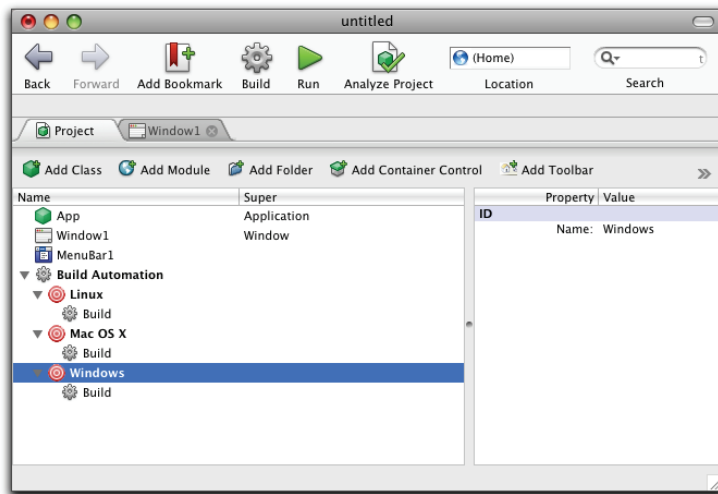 untitled
Back Forward Add Bookmark Build Run Analyze Project (Home) Location Search t
Project Window1
Add Class Add Module Add Folder Add Container Control Add Toolbar »
Name Super Property Value
App Application ID
Window1 Window Name: Windows
MenuBar1
Build Automation
Linux
Build
Mac OS X
Build
Windows
Build